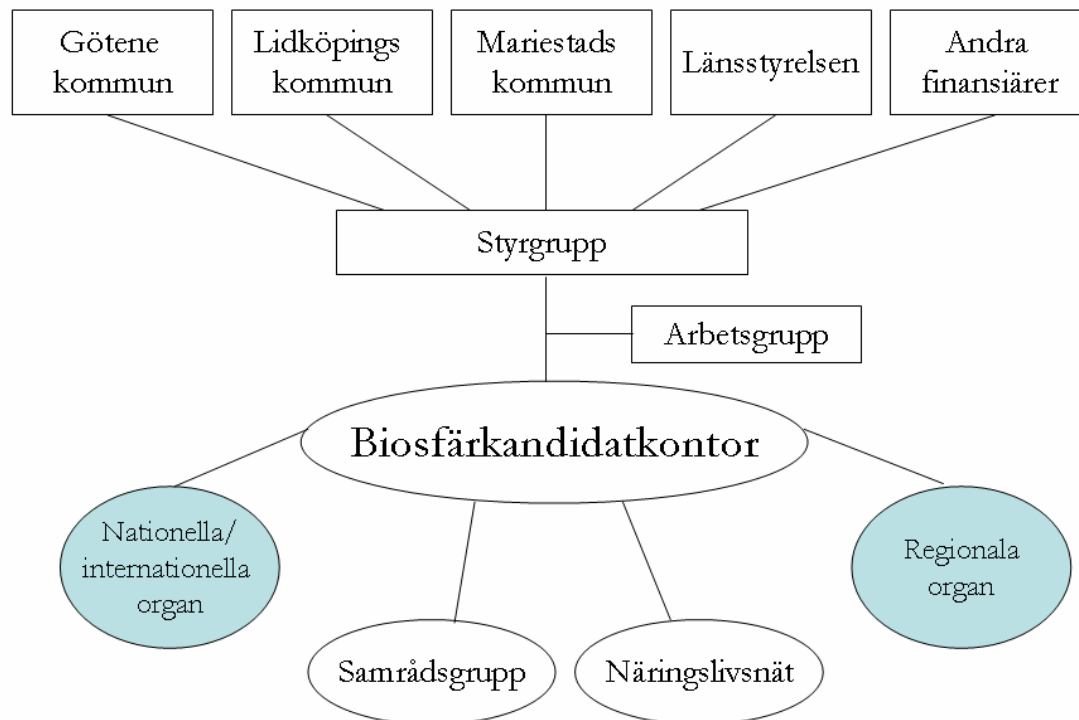 Götene
kommun
Lidköpings
kommun
Mariestads
kommun
Länsstyrelsen
Andra
finansiärer
Styrgrupp
Arbetsgrupp
Biosfärkandidatkontor
Nationella/
internationella
organ
Regionala
organ
Samrådsgrupp
Näringslivsnät